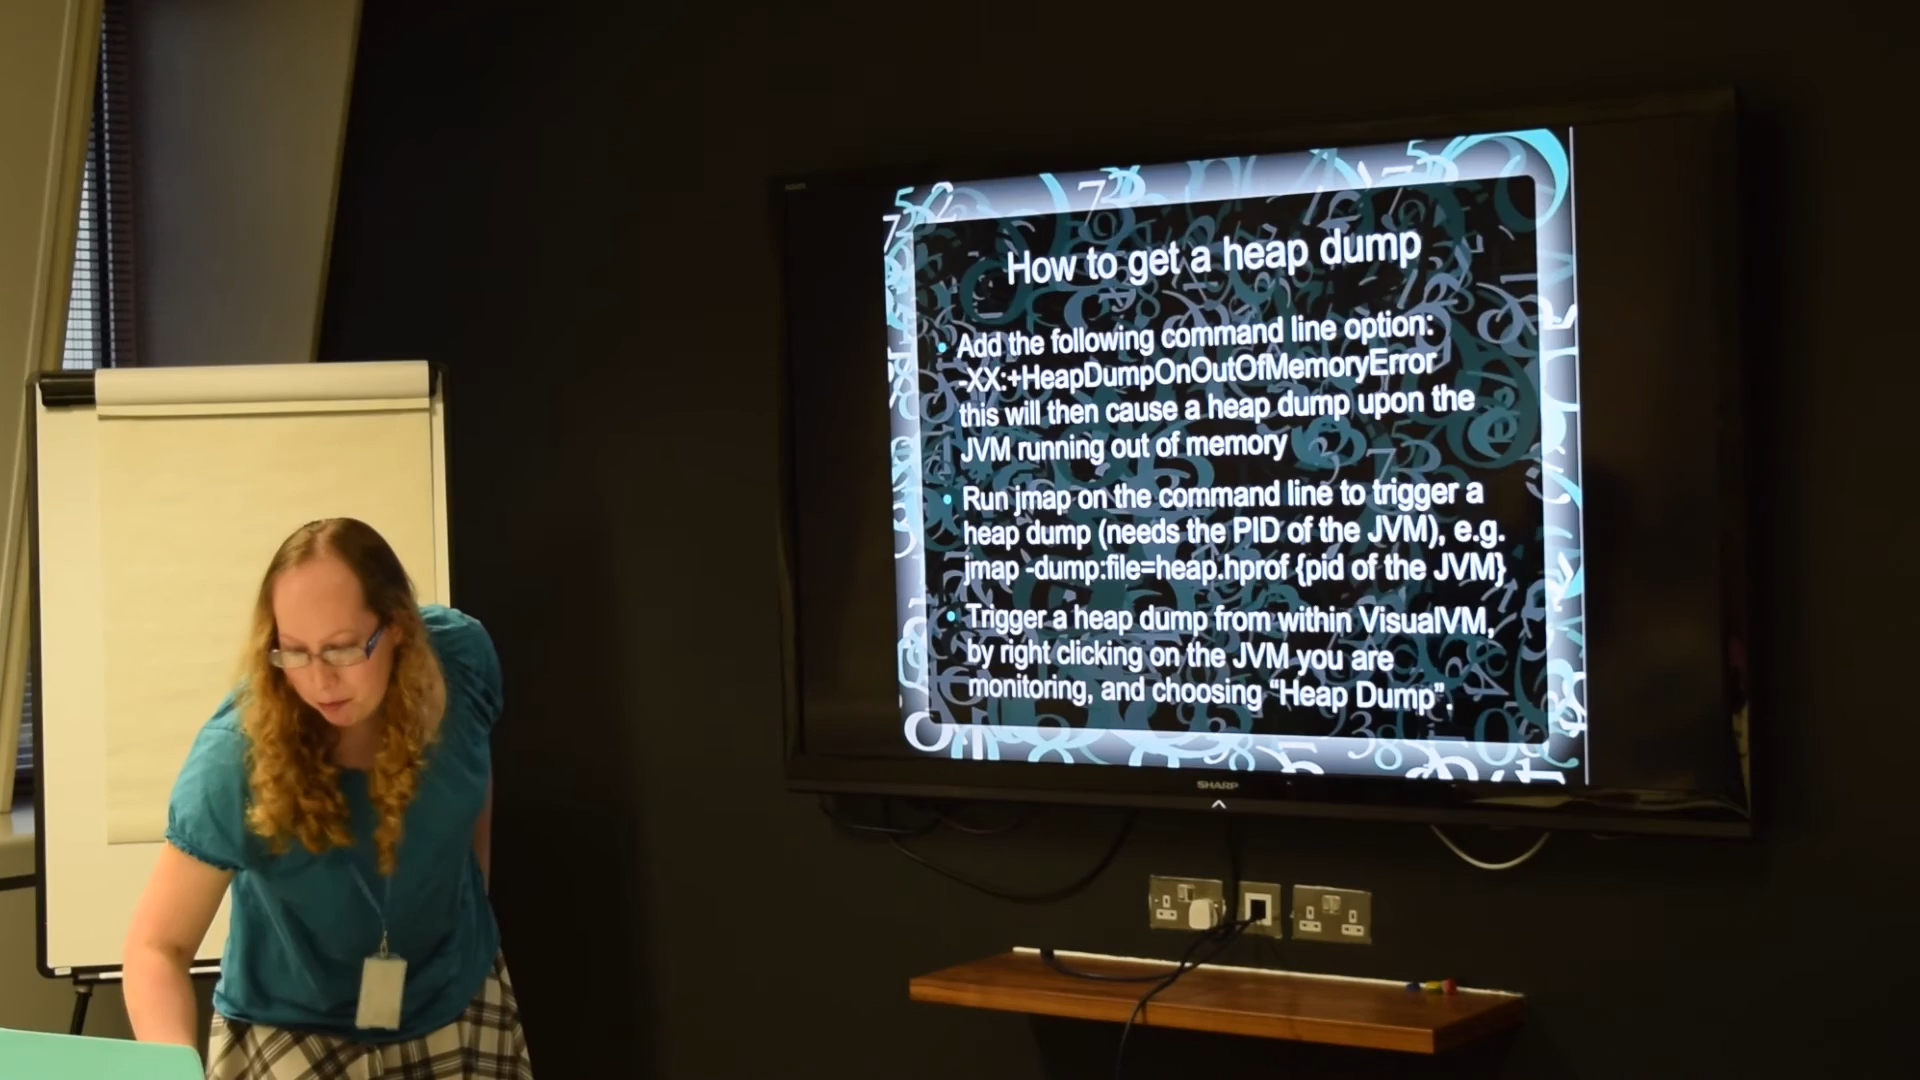 How to get a heap dump
• Add the following command line option:
-XX:+HeapDumpOnOutOfMemoryError
this will then cause a heap dump upon the
JVM running out of memory
• Run jmap on the command line to trigger a
heap dump (needs the PID of the JVM), e.g.
jmap -dump:file=heap.hprof {pid of the JVM}
• Trigger a heap dump from within VisualVM,
by right clicking on the JVM you are
monitoring, and choosing “Heap Dump”.
SHARP